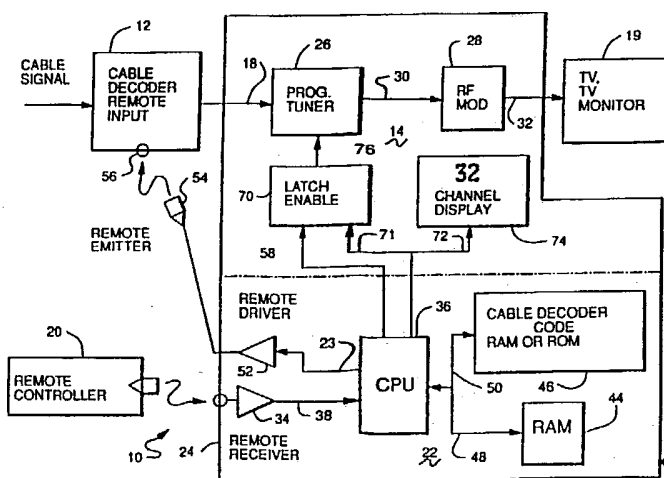 12
CABLE
SIGNAL
CABLE
DECODER
REMOTE
INPUT
18
26
PROG.
TUNER
30
28
RF
MOD
32
19
TV,
TV
MONITOR
76
14
56
54
70
LATCH
ENABLE
32
CHANNEL
DISPLAY
REMOTE
EMITTER
58
71
72
74
REMOTE
DRIVER
36
20
REMOTE
CONTROLLER
52
23
CPU
CABLE DECODER
CODE
RAM OR ROM
50
46
34
38
RAM
44
10
24
REMOTE
RECEIVER
22
48